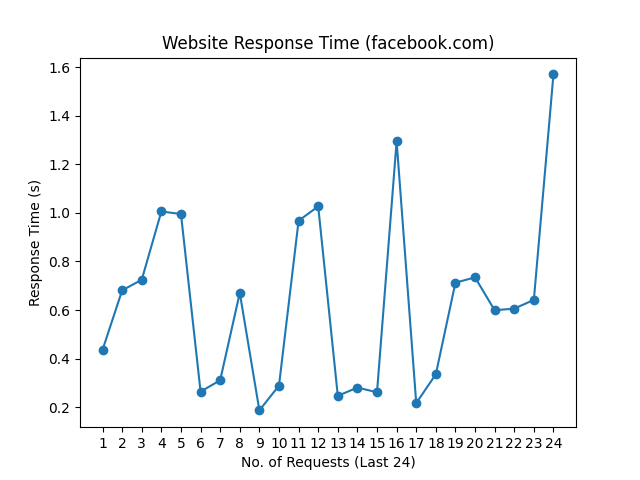 Website Response Time (facebook.com)
1.6
1.4
1.2
1.0
0.8
0.6
0.4
0.2
Response Time (s)
1 2 3 4 5 6 7 8 9 10 11 12 13 14 15 16 17 18 19 20 21 22 23 24
No. of Requests (Last 24)